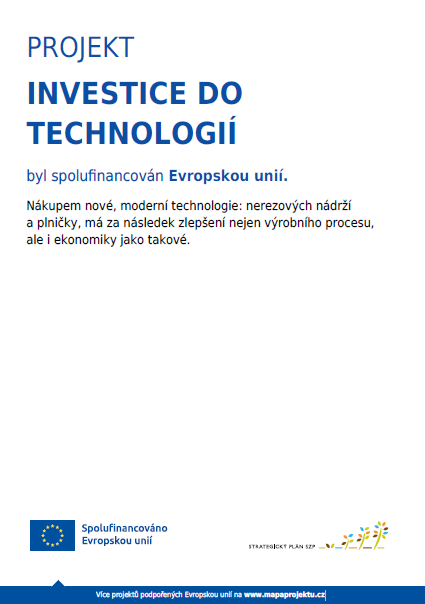 PROJEKT
INVESTICE DO
TECHNOLOGIÍ
byl spolufinancován Evropskou unií.
Nákupem nové, moderní technologie: nerezových nádrží
a plničky, má za následek zlepšení nejen výrobního procesu,
ale i ekonomiky jako takové.
Spolufinancováno
Evropskou unií
STRATEGICKÝ PLÁN SZP
Více projektů podpořených Evropskou unií na www.mapaprojektu.cz